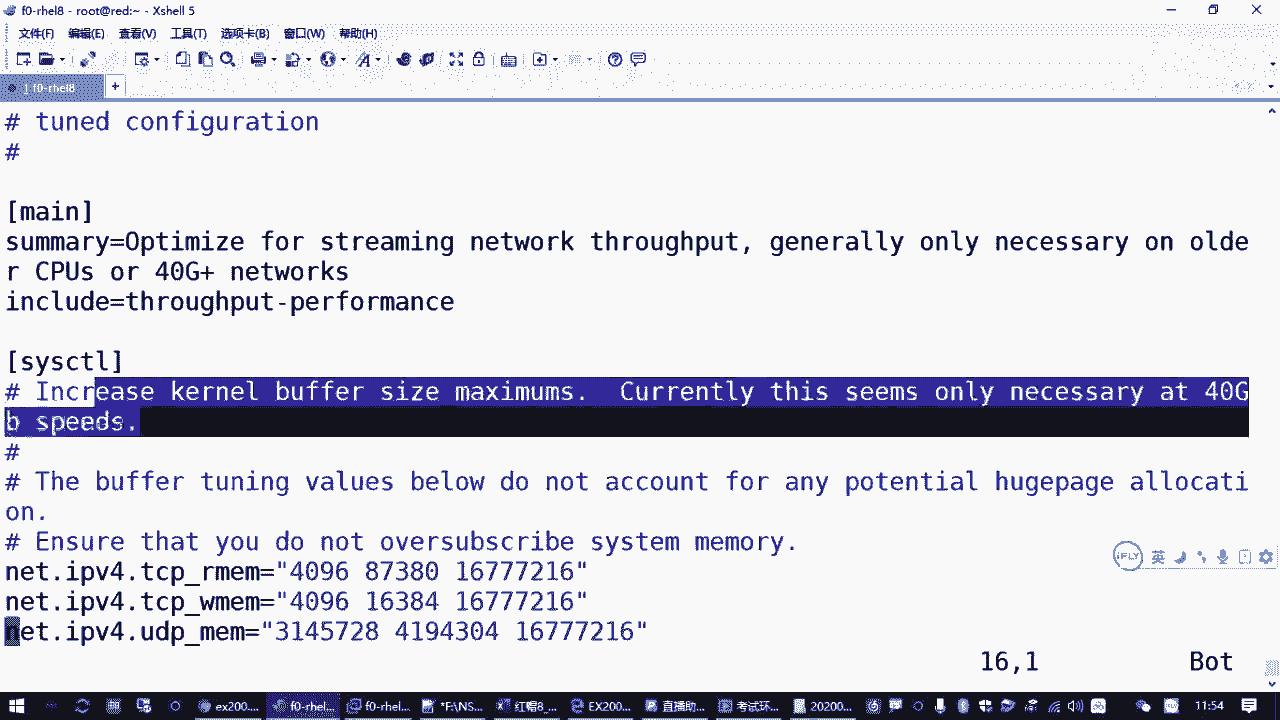 f0-rhel8 - root@red:~ - Xshell 5
文件(F) 编辑(E) 查看(V) 工具(T) 选项卡(B) 窗口(W) 帮助(H)
1 f0-rhel8 +
# tuned configuration
#
[main]
summary=Optimize for streaming network throughput, generally only necessary on olde
r CPUs or 40G+ networks
include=throughput-performance
[sysctl]
# Increase kernel buffer size maximums.  Currently this seems only necessary at 40G
b speeds.
#
# The buffer tuning values below do not account for any potential hugepage allocati
on.
# Ensure that you do not oversubscribe system memory.
iFLY 英
net.ipv4.tcp_rmem="4096 87380 16777216"
net.ipv4.tcp_wmem="4096 16384 16777216"
net.ipv4.udp_mem="3145728 4194304 16777216"
16,1 Bot
ex200.... f0-rhel... f0-rhel... *F:\NS... 红帽8_... EX200... 直播助... 考试环... 20200... 11:54